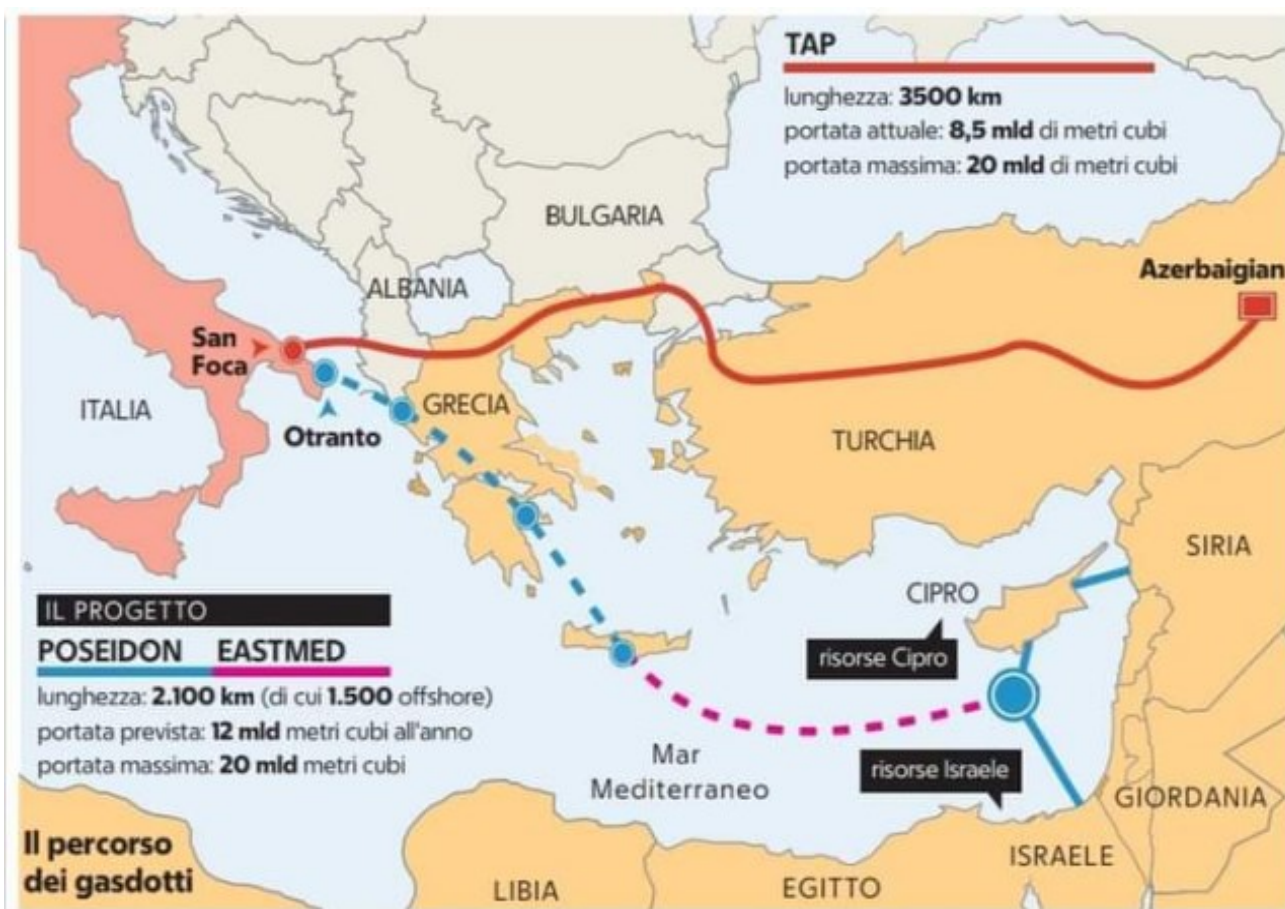 TAP
lunghezza: 3500 km
portata attuale: 8,5 mld di metri cubi
portata massima: 20 mld di metri cubi
BULGARIA
Azerbaigian
ALBANIA
San
Foca
ITALIA
GRECIA
Otranto
TURCHIA
SIRIA
CIPRO
risorse Cipro
IL PROGETTO
POSEIDON EASTMED
lunghezza: 2.100 km (di cui 1.500 offshore)
portata prevista: 12 mld metri cubi all'anno
portata massima: 20 mld metri cubi
Mar
Mediterraneo
risorse Israele
GIORDANIA
Il percorso
dei gasdotti
ISRAELE
LIBIA
EGITTO